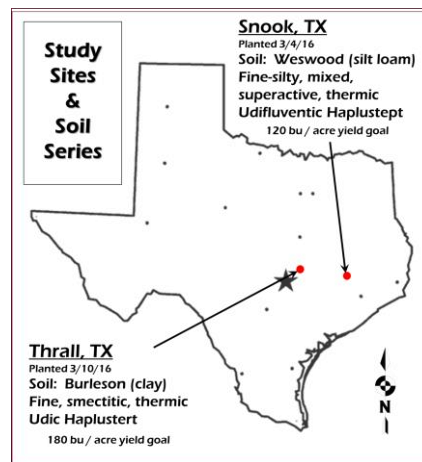 Study
Sites
&
Soil
Series
Snook, TX
Planted 3/4/16
Soil: Weswood (silt loam)
Fine-silty, mixed,
superactive, thermic
Udifluventic Haplustept
120 bu / acre yield goal
Thrall, TX
Planted 3/10/16
Soil: Burleson (clay)
Fine, smectitic, thermic
Udic Haplustert
180 bu / acre yield goal
N